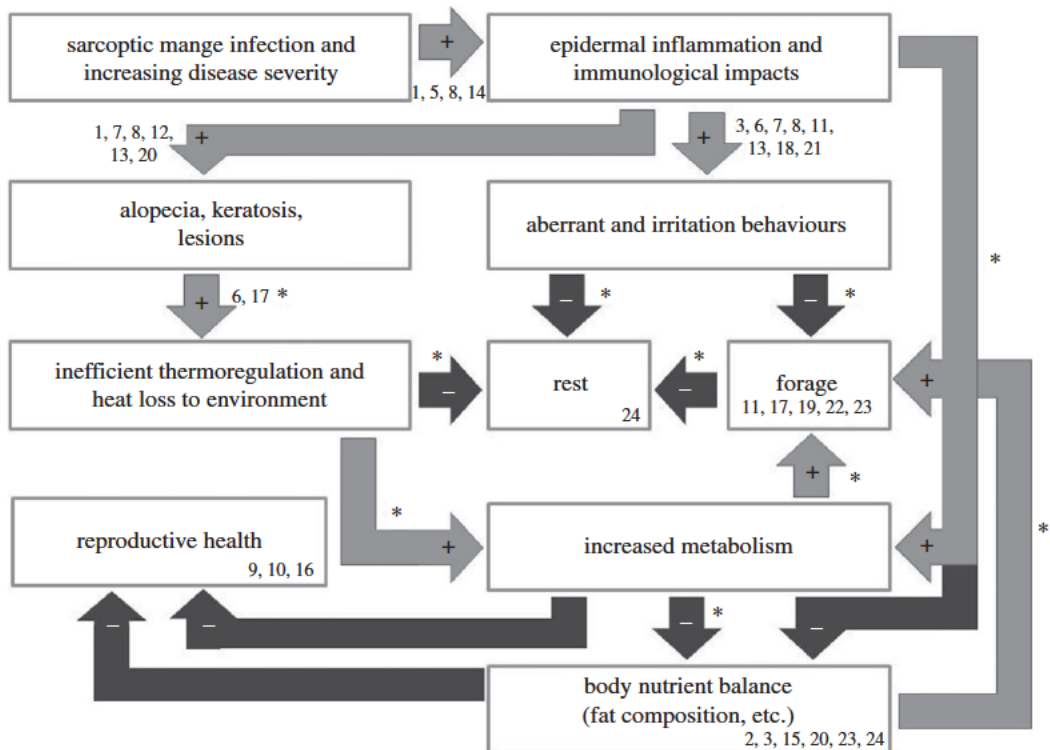 sarcoptic mange infection and
increasing disease severity
+
1, 5, 8, 14
epidermal inflammation and
immunological impacts
1, 7, 8, 12,
13, 20
+
+
3, 6, 7, 8, 11,
13, 18, 21
alopecia, keratosis,
lesions
aberrant and irritation behaviours
*
+
6, 17 *
–
*
–
*
inefficient thermoregulation and
heat loss to environment
*
–
rest
24
*
–
forage
11, 17, 19, 22, 23
+
+
*
*
reproductive health
9, 10, 16
+
increased metabolism
+
*
–
–
–
*
–
body nutrient balance
(fat composition, etc.)
2, 3, 15, 20, 23, 24